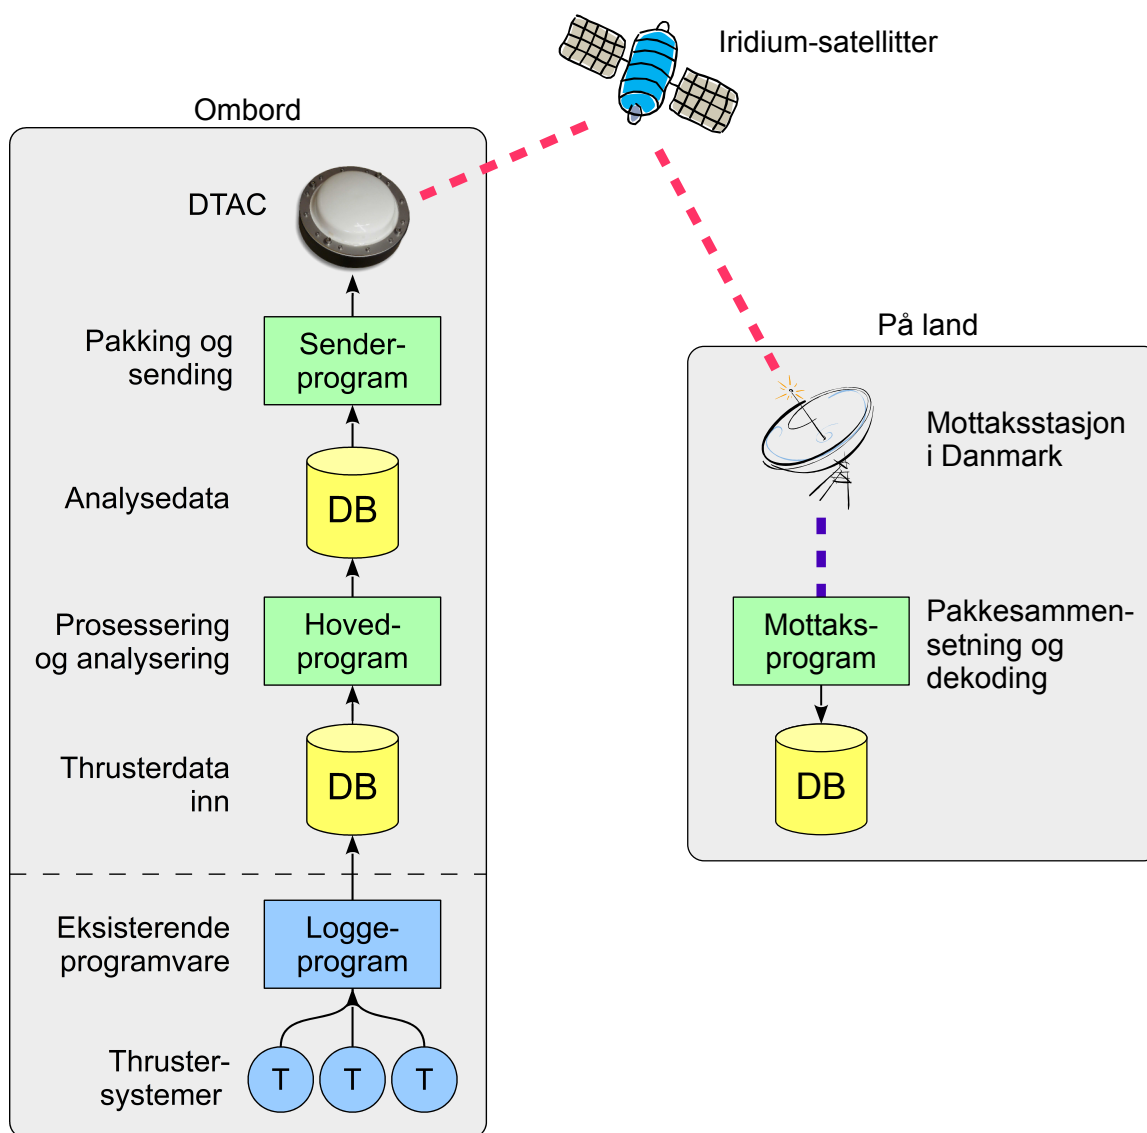 Iridium-satellitter
Ombord
DTAC
Pakking og
sending
Sender-
program
Analysedata
DB
Prosessering
og analysering
Hoved-
program
Thrusterdata
inn
DB
Eksisterende
programvare
Logge-
program
Thruster-
systemer
T
T
T
På land
Mottaksstasjon
i Danmark
Mottaks-
program
Pakkesammen-
setning og
dekoding
DB